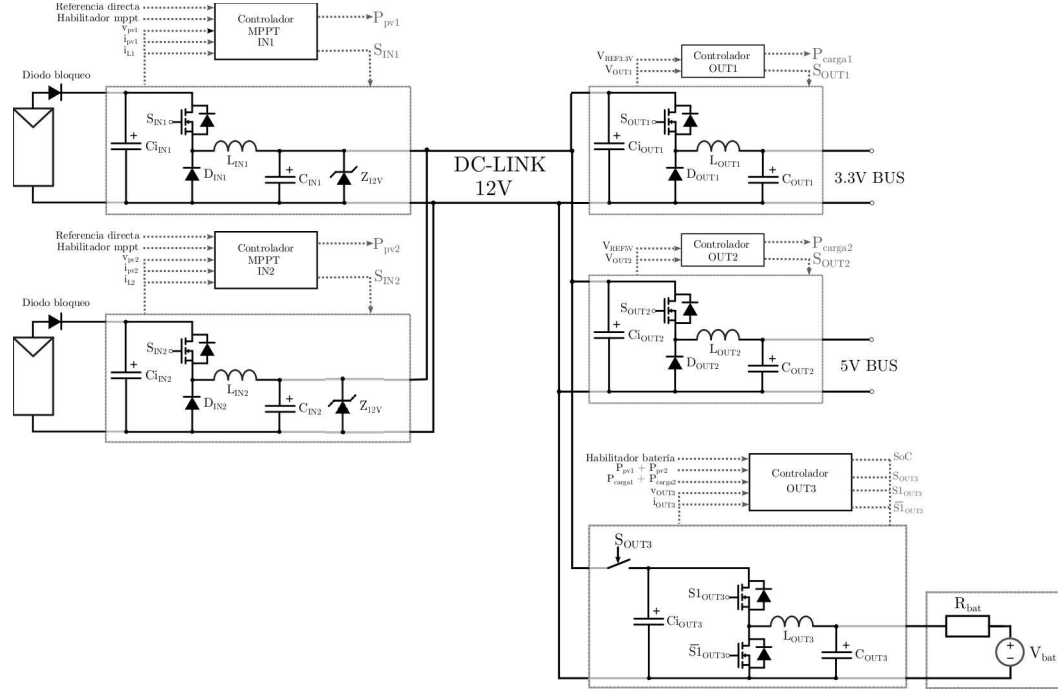 Referencia directa
Habilitador mppt
v_pv1
i_pv1
i_L1
Controlador
MPPT
IN1
P_pv1
S_IN1
Diodo bloqueo
Ci_IN1
S_IN1
D_IN1
L_IN1
C_IN1
Z_12V
DC-LINK
12V
V_REF3.3V
V_OUT1
Controlador
OUT1
P_carga1
S_OUT1
Ci_OUT1
S_OUT1
D_OUT1
L_OUT1
C_OUT1
3.3V BUS
Referencia directa
Habilitador mppt
v_pv2
i_pv2
i_L2
Controlador
MPPT
IN2
P_pv2
S_IN2
Diodo bloqueo
Ci_IN2
S_IN2
D_IN2
L_IN2
C_IN2
Z_12V
V_REF5V
V_OUT2
Controlador
OUT2
P_carga2
S_OUT2
Ci_OUT2
S_OUT2
D_OUT2
L_OUT2
C_OUT2
5V BUS
Habilitador batería
P_pv1 + P_pv2
P_carga1 + P_carga2
v_OUT3
i_OUT3
Controlador
OUT3
SoC
S_OUT3
S1_OUT3
S̅1̅_OUT3
S_OUT3
Ci_OUT3
S1_OUT3
S̅1̅_OUT3
L_OUT3
C_OUT3
R_bat
V_bat